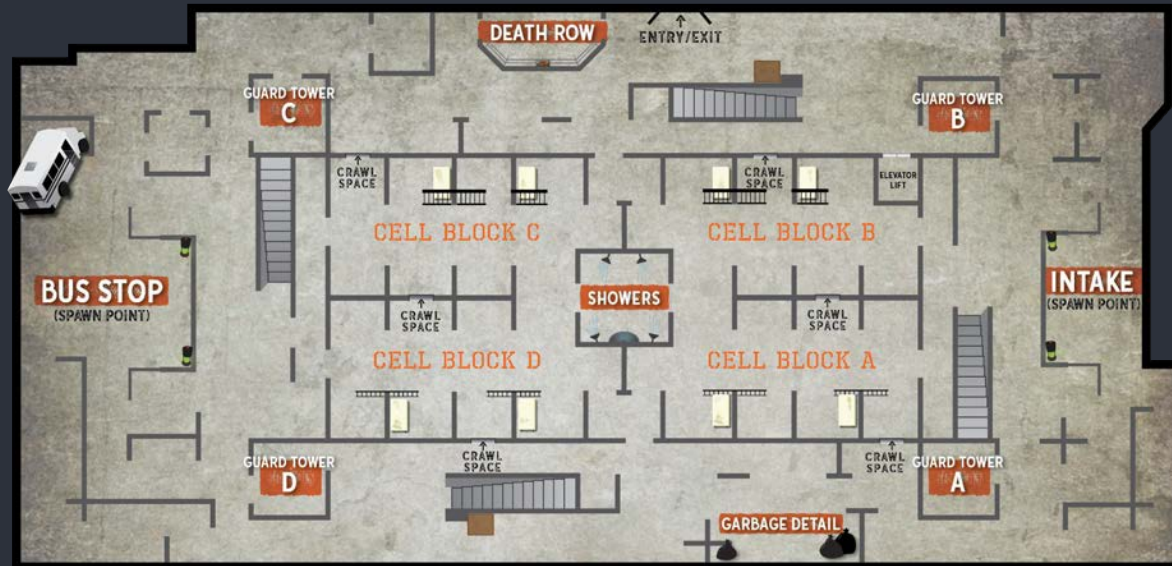 DEATH ROW
ENTRY/EXIT
GUARD TOWER
C
GUARD TOWER
B
CRAWL
SPACE
CRAWL
SPACE
ELEVATOR
LIFT
CELL BLOCK C
CELL BLOCK B
BUS STOP
(SPAWN POINT)
SHOWERS
INTAKE
(SPAWN POINT)
CRAWL
SPACE
CRAWL
SPACE
CELL BLOCK D
CELL BLOCK A
CRAWL
SPACE
CRAWL
SPACE
GUARD TOWER
D
GUARD TOWER
A
GARBAGE DETAIL